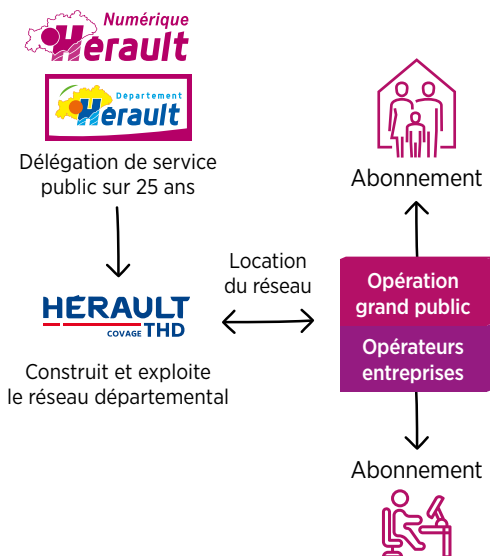 Numérique
Hérault
Département
Hérault
Délégation de service
public sur 25 ans
HÉRAULT
COVAGE THD
Construit et exploite
le réseau départemental
Location
du réseau
Abonnement
Opération
grand public
Opérateurs
entreprises
Abonnement